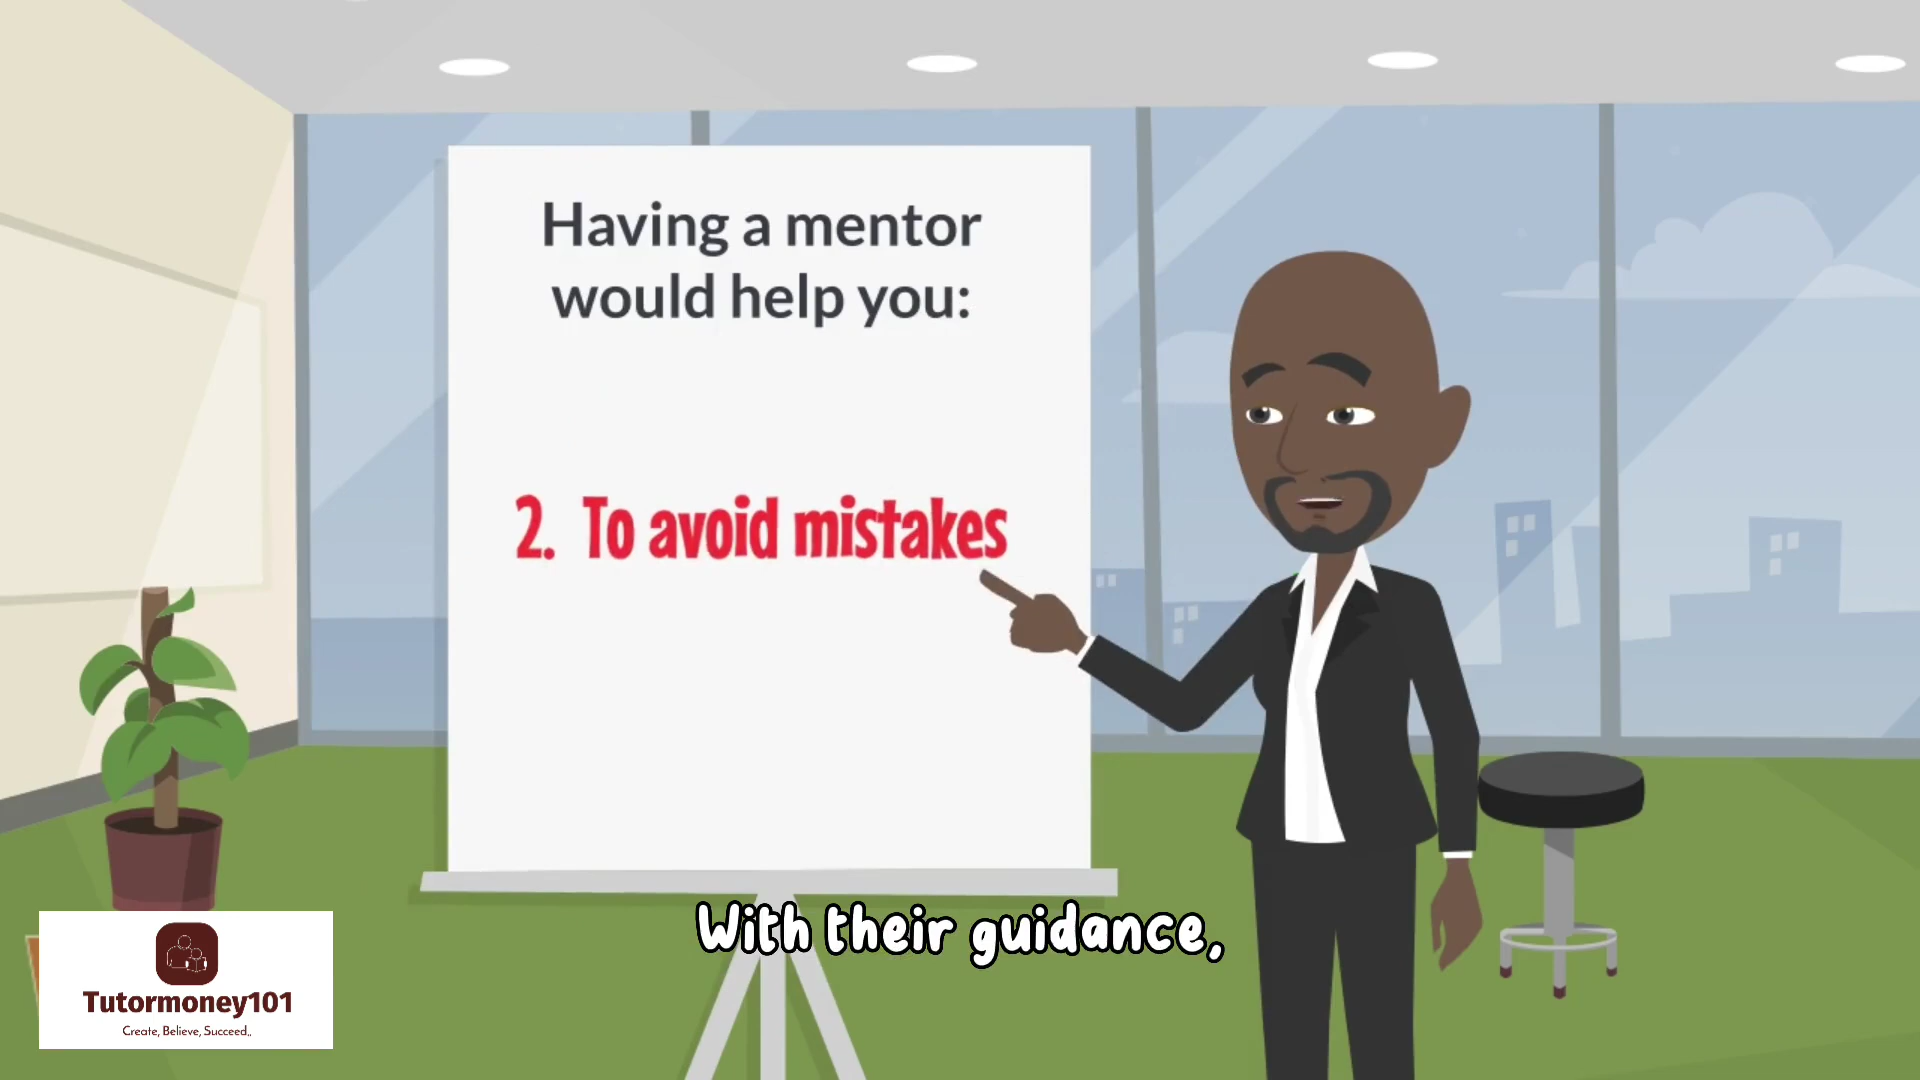 Having a mentor
would help you:
2. To avoid mistakes
With their guidance,
Tutormoney101
Create, Believe, Succeed,,